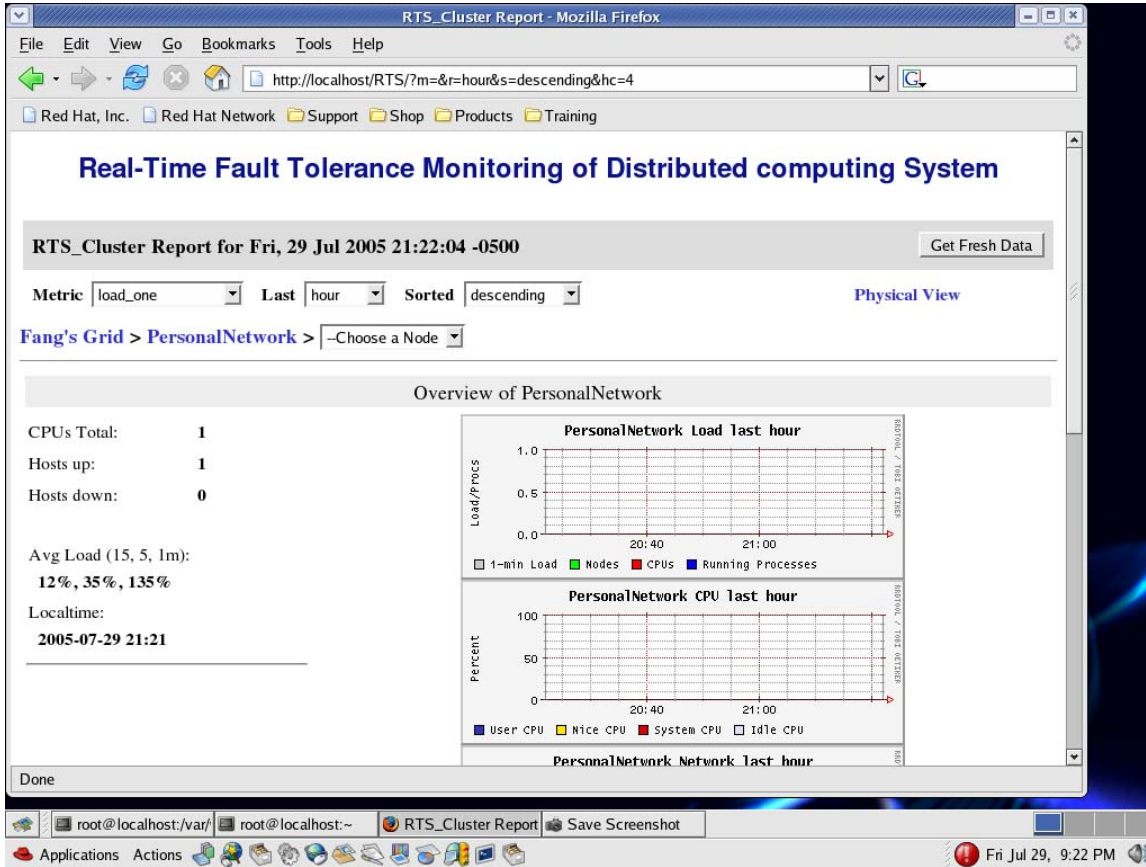 RTS_Cluster Report - Mozilla Firefox
File Edit View Go Bookmarks Tools Help
http://localhost/RTS/?m=&r=hour&s=descending&hc=4
G
Red Hat, Inc. Red Hat Network Support Shop Products Training
Real-Time Fault Tolerance Monitoring of Distributed computing System
RTS_Cluster Report for Fri, 29 Jul 2005 21:22:04 -0500
Get Fresh Data
Metric load_one Last hour Sorted descending
Physical View
Fang's Grid > PersonalNetwork > --Choose a Node
Overview of PersonalNetwork
CPUs Total: 1
Hosts up: 1
Hosts down: 0
Avg Load (15, 5, 1m):
12%, 35%, 135%
Localtime:
2005-07-29 21:21
PersonalNetwork Load last hour
RRDTOOL / TOBI OETIKER
Load/Procs
1.0
0.5
0.0
20:40 21:00
1-min Load Nodes CPUs Running Processes
PersonalNetwork CPU last hour
RRDTOOL / TOBI OETIKER
Percent
100
50
0
20:40 21:00
User CPU Nice CPU System CPU Idle CPU
PersonalNetwork Network last hour
Done
root@localhost:/var/ root@localhost:~ RTS_Cluster Report Save Screenshot
Applications Actions
Fri Jul 29, 9:22 PM